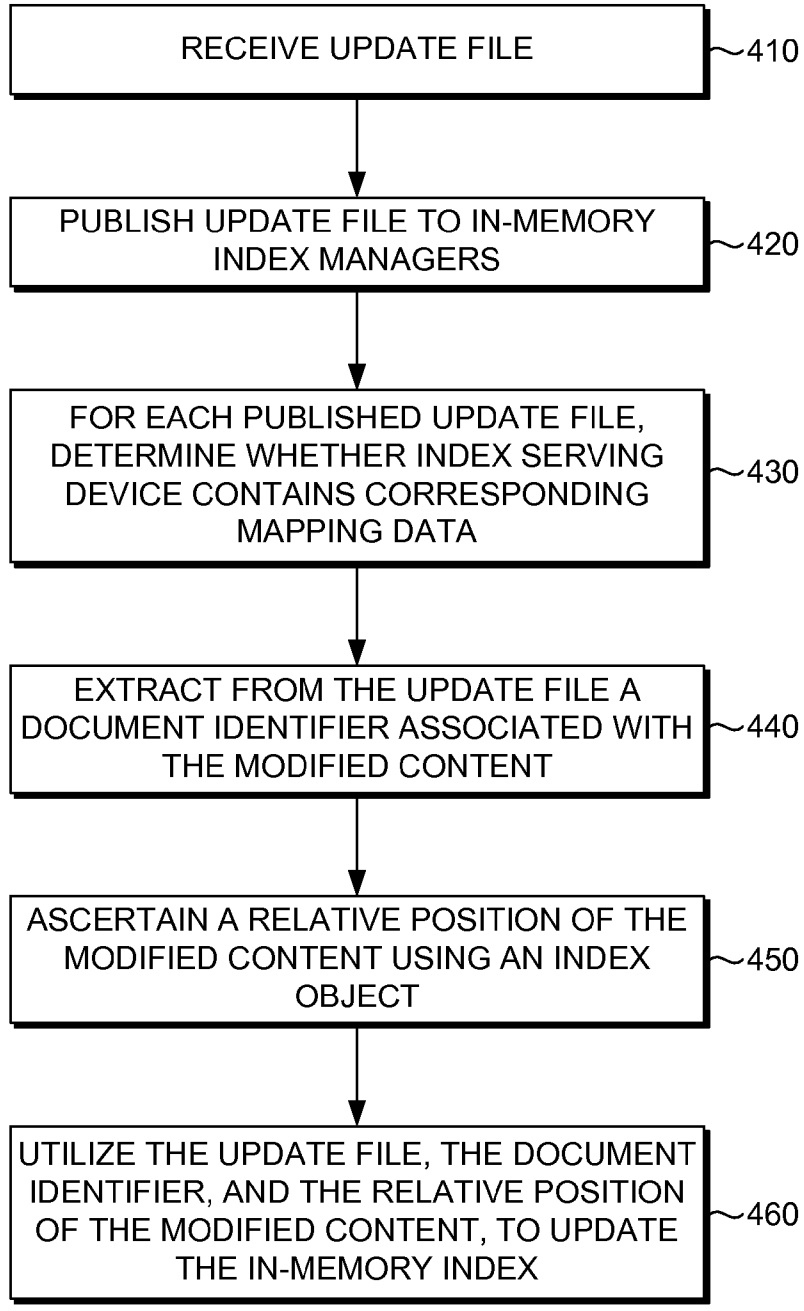 RECEIVE UPDATE FILE
410
PUBLISH UPDATE FILE TO IN-MEMORY
INDEX MANAGERS
420
FOR EACH PUBLISHED UPDATE FILE,
DETERMINE WHETHER INDEX SERVING
DEVICE CONTAINS CORRESPONDING
MAPPING DATA
430
EXTRACT FROM THE UPDATE FILE A
DOCUMENT IDENTIFIER ASSOCIATED WITH
THE MODIFIED CONTENT
440
ASCERTAIN A RELATIVE POSITION OF THE
MODIFIED CONTENT USING AN INDEX
OBJECT
450
UTILIZE THE UPDATE FILE, THE DOCUMENT
IDENTIFIER, AND THE RELATIVE POSITION
OF THE MODIFIED CONTENT, TO UPDATE
THE IN-MEMORY INDEX
460